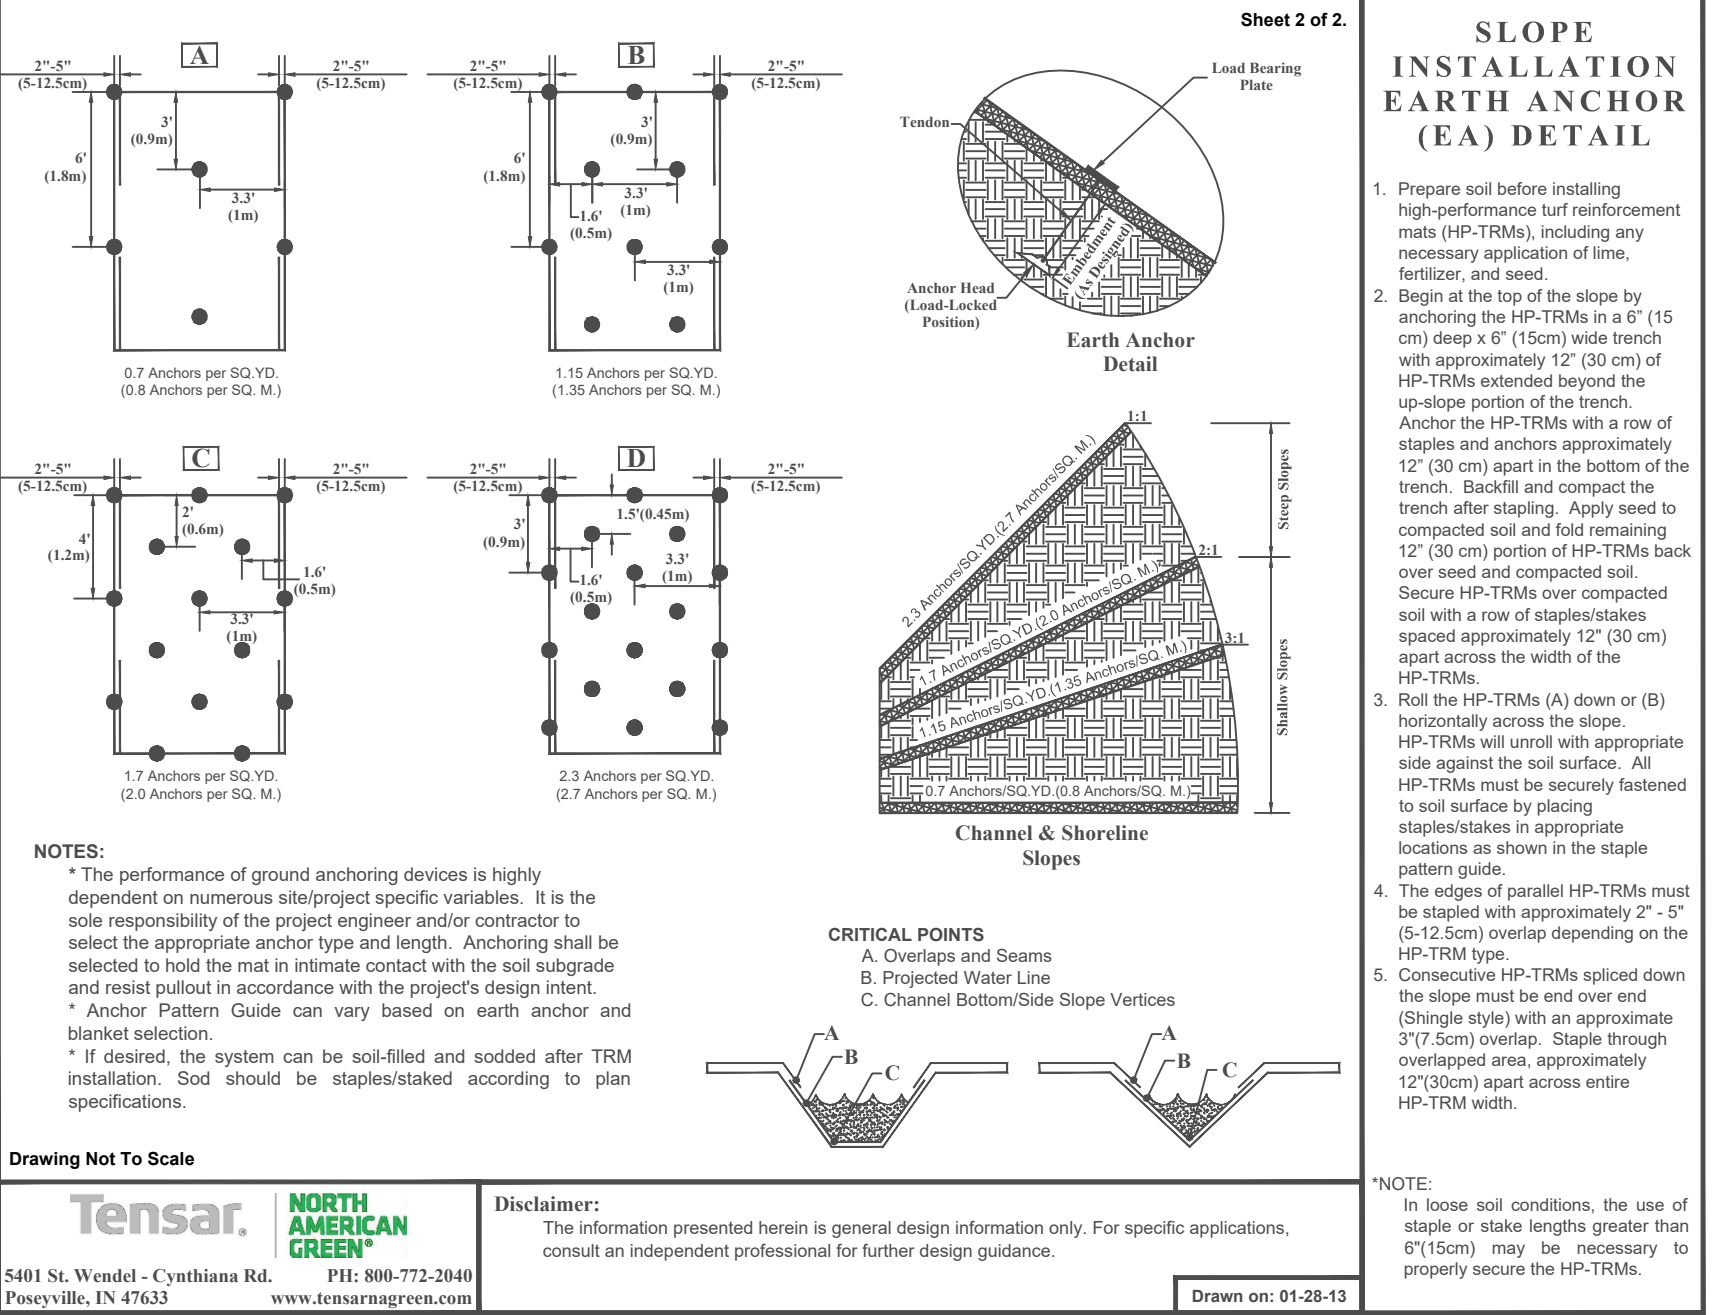 Sheet 2 of 2.
A
2"-5"
(5-12.5cm)
2"-5"
(5-12.5cm)
3'
(0.9m)
6'
(1.8m)
3.3'
(1m)
0.7 Anchors per SQ.YD.
(0.8 Anchors per SQ. M.)
B
2"-5"
(5-12.5cm)
2"-5"
(5-12.5cm)
3'
(0.9m)
6'
(1.8m)
3.3'
(1m)
1.6'
(0.5m)
3.3'
(1m)
1.15 Anchors per SQ.YD.
(1.35 Anchors per SQ. M.)
C
2"-5"
(5-12.5cm)
2"-5"
(5-12.5cm)
2'
(0.6m)
4'
(1.2m)
1.6'
(0.5m)
3.3'
(1m)
1.7 Anchors per SQ.YD.
(2.0 Anchors per SQ. M.)
D
2"-5"
(5-12.5cm)
2"-5"
(5-12.5cm)
1.5'(0.45m)
3'
(0.9m)
3.3'
(1m)
1.6'
(0.5m)
2.3 Anchors per SQ.YD.
(2.7 Anchors per SQ. M.)
Load Bearing
Plate
Tendon
Embedment
(As Designed)
Anchor Head
(Load-Locked
Position)
Earth Anchor
Detail
1:1
2.3 Anchors/SQ.YD.(2.7 Anchors/SQ. M.)
Steep Slopes
2:1
1.7 Anchors/SQ.YD.(2.0 Anchors/SQ. M.)
3:1
1.15 Anchors/SQ.YD.(1.35 Anchors/SQ. M.)
Shallow Slopes
0.7 Anchors/SQ.YD.(0.8 Anchors/SQ. M.)
Channel & Shoreline
Slopes
NOTES:
* The performance of ground anchoring devices is highly
dependent on numerous site/project specific variables. It is the
sole responsibility of the project engineer and/or contractor to
select the appropriate anchor type and length. Anchoring shall be
selected to hold the mat in intimate contact with the soil subgrade
and resist pullout in accordance with the project's design intent.
* Anchor Pattern Guide can vary based on earth anchor and
blanket selection.
* If desired, the system can be soil-filled and sodded after TRM
installation. Sod should be staples/staked according to plan
specifications.
CRITICAL POINTS
A. Overlaps and Seams
B. Projected Water Line
C. Channel Bottom/Side Slope Vertices
A
B
C
A
B
C
Drawing Not To Scale
SLOPE
INSTALLATION
EARTH ANCHOR
(EA) DETAIL
1. Prepare soil before installing
high-performance turf reinforcement
mats (HP-TRMs), including any
necessary application of lime,
fertilizer, and seed.
2. Begin at the top of the slope by
anchoring the HP-TRMs in a 6” (15
cm) deep x 6” (15cm) wide trench
with approximately 12” (30 cm) of
HP-TRMs extended beyond the
up-slope portion of the trench.
Anchor the HP-TRMs with a row of
staples and anchors approximately
12” (30 cm) apart in the bottom of the
trench. Backfill and compact the
trench after stapling. Apply seed to
compacted soil and fold remaining
12” (30 cm) portion of HP-TRMs back
over seed and compacted soil.
Secure HP-TRMs over compacted
soil with a row of staples/stakes
spaced approximately 12" (30 cm)
apart across the width of the
HP-TRMs.
3. Roll the HP-TRMs (A) down or (B)
horizontally across the slope.
HP-TRMs will unroll with appropriate
side against the soil surface. All
HP-TRMs must be securely fastened
to soil surface by placing
staples/stakes in appropriate
locations as shown in the staple
pattern guide.
4. The edges of parallel HP-TRMs must
be stapled with approximately 2" - 5"
(5-12.5cm) overlap depending on the
HP-TRM type.
5. Consecutive HP-TRMs spliced down
the slope must be end over end
(Shingle style) with an approximate
3"(7.5cm) overlap. Staple through
overlapped area, approximately
12"(30cm) apart across entire
HP-TRM width.
*NOTE:
In loose soil conditions, the use of
staple or stake lengths greater than
6"(15cm) may be necessary to
properly secure the HP-TRMs.
Tensar®
NORTH
AMERICAN
GREEN®
5401 St. Wendel - Cynthiana Rd. PH: 800-772-2040
Poseyville, IN 47633 www.tensarnagreen.com
Disclaimer:
The information presented herein is general design information only. For specific applications,
consult an independent professional for further design guidance.
Drawn on: 01-28-13